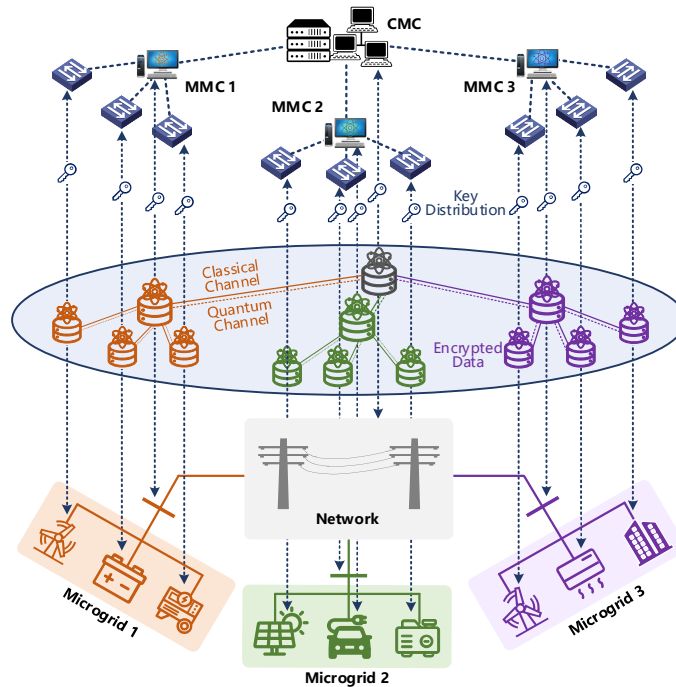 CMC
MMC 1
MMC 3
MMC 2
Key
Distribution
Classical
Channel
Quantum
Channel
Encrypted
Data
Network
Microgrid 1
Microgrid 2
Microgrid 3